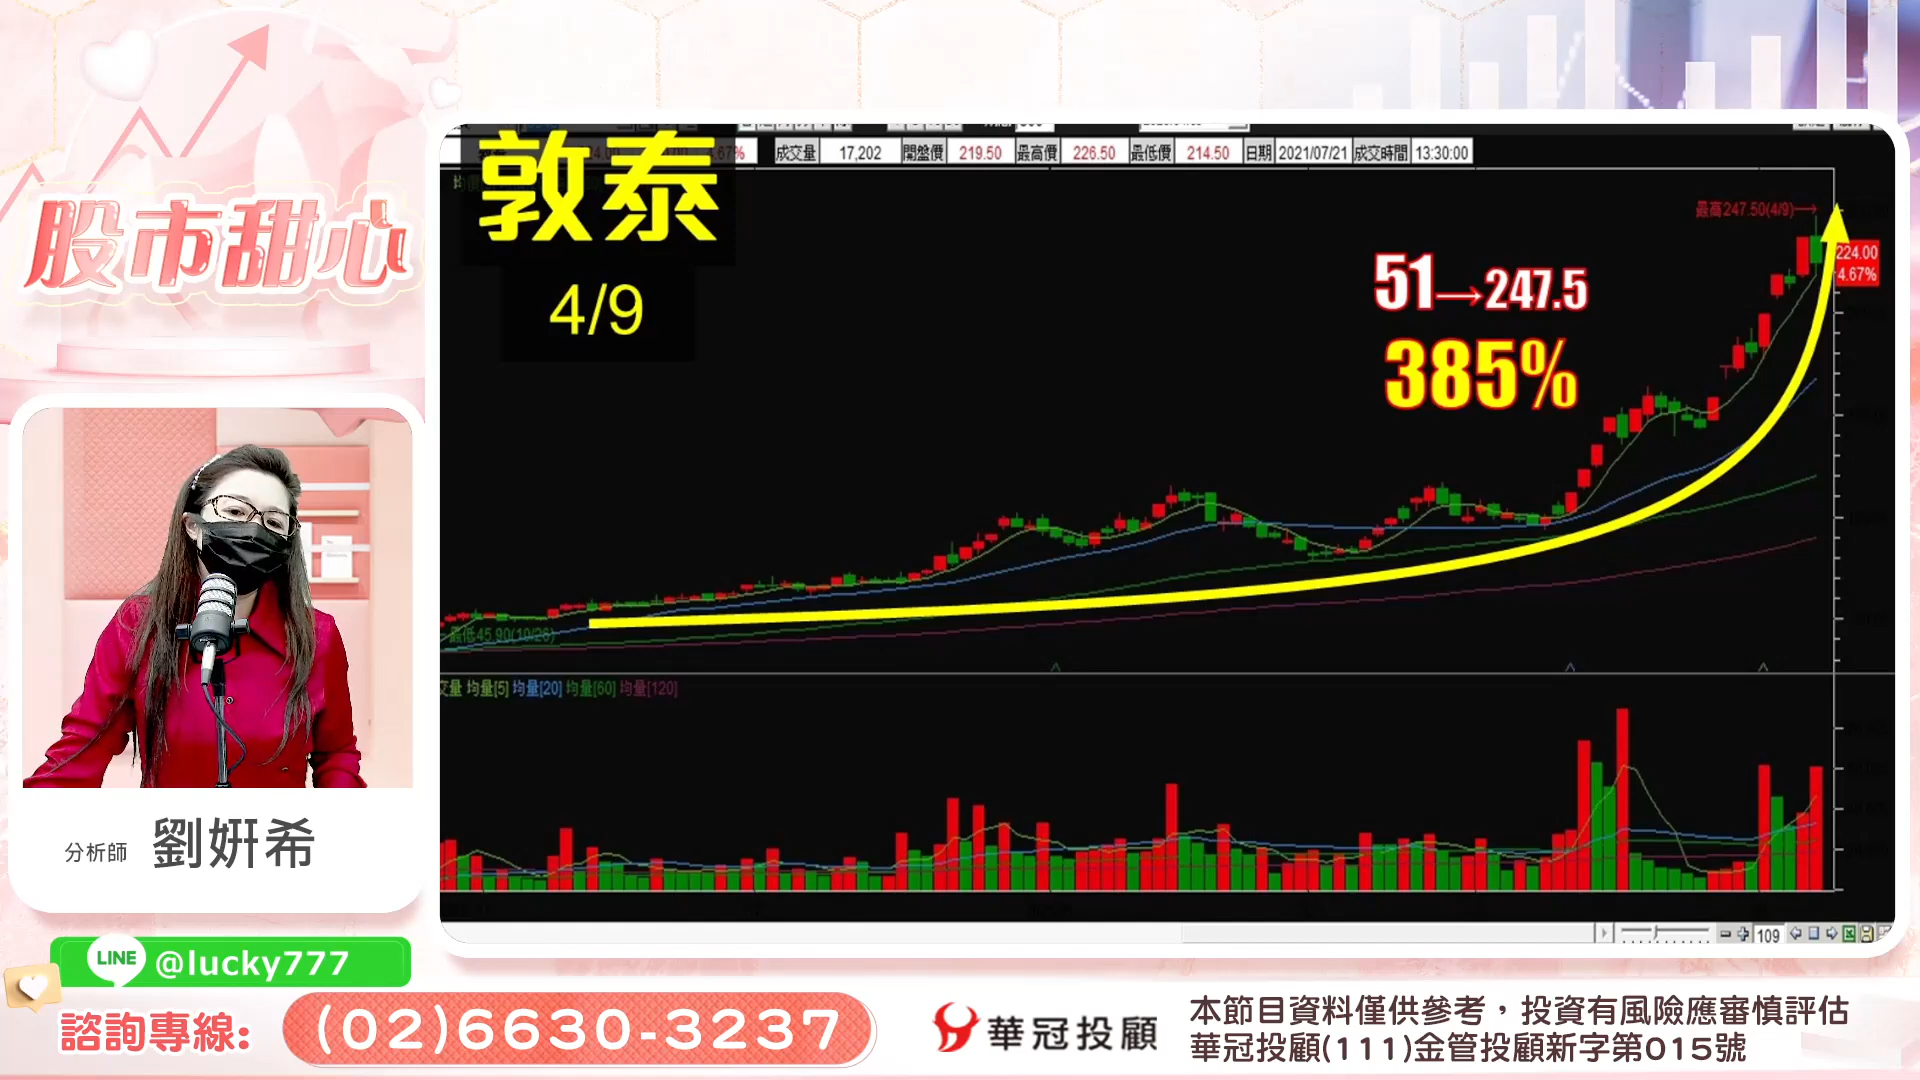 股市甜心
敦泰
4/9
4.67% 成交量 17,202 開盤價 219.50 最高價 226.50 最低價 214.50 日期 2021/07/21 成交時間 13:30:00
最高247.50(4/9)→
224.00
4.67%
51→247.5
385%
最低45.90(10/26)
交量 均量[5] 均量[20] 均量[60] 均量[120]
109
分析師 劉妍希
LINE @lucky777
諮詢專線: (02)6630-3237
華冠投顧
本節目資料僅供參考，投資有風險應審慎評估
華冠投顧(111)金管投顧新字第015號